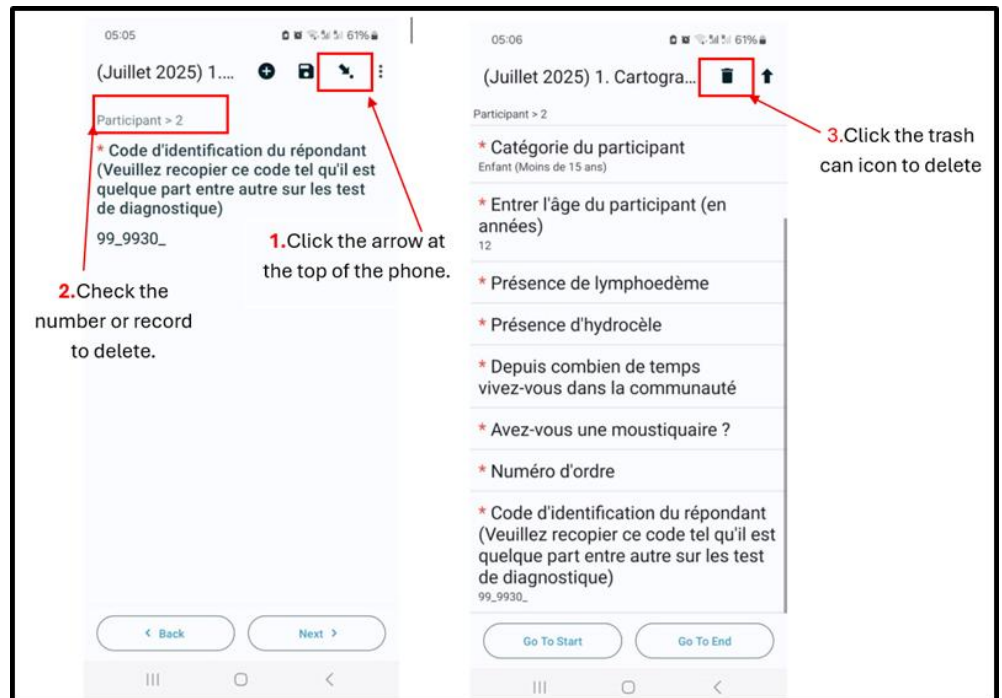 05:05
61%
(Juillet 2025) 1....
Participant > 2
* Code d'identification du répondant
(Veuillez recopier ce code tel qu'il est
quelque part entre autre sur les test
de diagnostique)
99_9930_
1.Click the arrow at
the top of the phone.
2.Check the
number or record
to delete.
< Back
Next >
05:06
61%
(Juillet 2025) 1. Cartogra...
Participant > 2
* Catégorie du participant
Enfant (Moins de 15 ans)
* Entrer l'âge du participant (en
années)
12
* Présence de lymphoedème
* Présence d'hydrocèle
* Depuis combien de temps
vivez-vous dans la communauté
* Avez-vous une moustiquaire ?
* Numéro d'ordre
* Code d'identification du répondant
(Veuillez recopier ce code tel qu'il est
quelque part entre autre sur les test
de diagnostique)
99_9930_
Go To Start
Go To End
3.Click the trash
can icon to delete